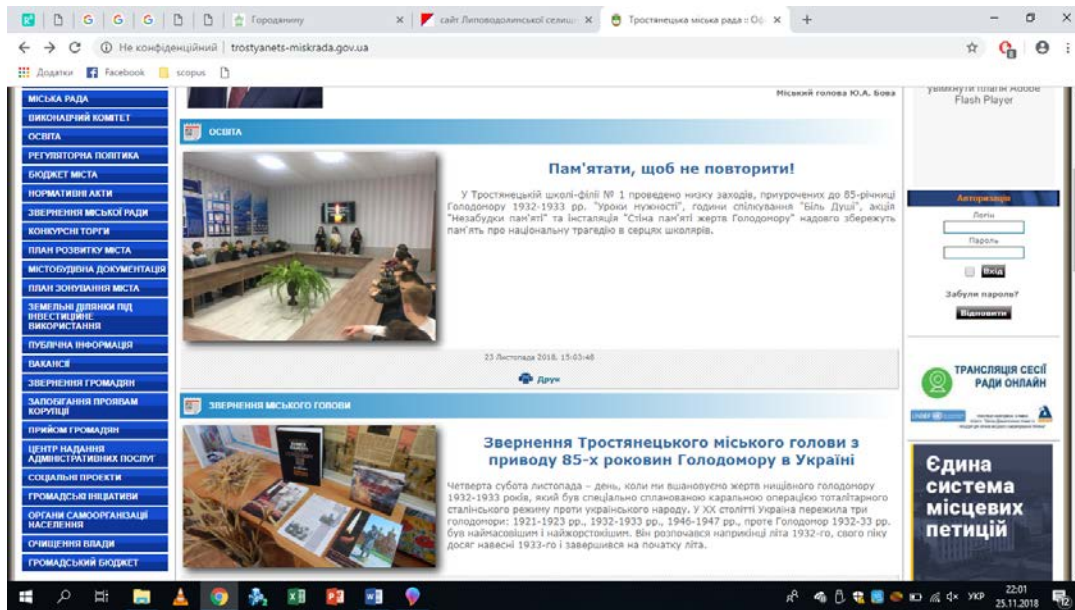 Городянину
сайт Липоводолинської селищ
Тростянецька міська рада :: Оф
Не конфіденційний | trostyanets-miskrada.gov.ua
Додатки Facebook scopus
МІСЬКА РАДА
ВИКОНАВЧИЙ КОМІТЕТ
ОСВІТА
РЕГУЛЯТОРНА ПОЛІТИКА
БЮДЖЕТ МІСТА
НОРМАТИВНІ АКТИ
ЗВЕРНЕННЯ МІСЬКОЇ РАДИ
КОНКУРСНІ ТОРГИ
ПЛАН РОЗВИТКУ МІСТА
МІСТОБУДІВНА ДОКУМЕНТАЦІЯ
ПЛАН ЗОНУВАННЯ МІСТА
ЗЕМЕЛЬНІ ДІЛЯНКИ ПІД
ІНВЕСТИЦІЙНЕ
ВИКОРИСТАННЯ
ПУБЛІЧНА ІНФОРМАЦІЯ
ВАКАНСІЇ
ЗВЕРНЕННЯ ГРОМАДЯН
ЗАПОБІГАННЯ ПРОЯВАМ
КОРУПЦІЇ
ПРИЙОМ ГРОМАДЯН
ЦЕНТР НАДАННЯ
АДМІНІСТРАТИВНИХ ПОСЛУГ
СОЦІАЛЬНІ ПРОЕКТИ
ГРОМАДСЬКІ ІНІЦІАТИВИ
ОРГАНИ САМООРГАНІЗАЦІЇ
НАСЕЛЕННЯ
ОЧИЩЕННЯ ВЛАДИ
ГРОМАДСЬКИЙ БЮДЖЕТ
Міський голова Ю.А. Бова
ОСВІТА
Пам'ятати, щоб не повторити!
У Тростянецькій школі-філії № 1 проведено низку заходів, приурочених до 85-річниці
Голодомору 1932-1933 рр. "Уроки мужності", години спілкування "Біль Душі", акція
"Незабудки пам'яті" та інсталяція "Стіна пам'яті жертв Голодомору" надовго збережуть
пам'ять про національну трагедію в серцях школярів.
23 Листопада 2018, 15:03:48
Друк
ЗВЕРНЕННЯ МІСЬКОГО ГОЛОВИ
Звернення Тростянецького міського голови з
приводу 85-х роковин Голодомору в Україні
Четверта субота листопада – день, коли ми вшановуємо жертв нищівного голодомору
1932-1933 років, який був спеціально спланованою каральною операцією тоталітарного
сталінського режиму проти українського народу. У ХХ столітті Україна пережила три
голодомори: 1921-1923 рр., 1932-1933 рр., 1946-1947 рр., проте Голодомор 1932-33 рр.
був наймасовішим і найжорстокішим. Він розпочався наприкінці літа 1932-го, свого піку
досяг навесні 1933-го і завершився на початку літа.
увімкнути плагін Adobe
Flash Player
Авторизація
Логін
Пароль
Вхід
Забули пароль?
Відновити
ТРАНСЛЯЦІЯ СЕСІЇ
РАДИ ОНЛАЙН
Єдина
система
місцевих
петицій
УКР
22:01
25.11.2018